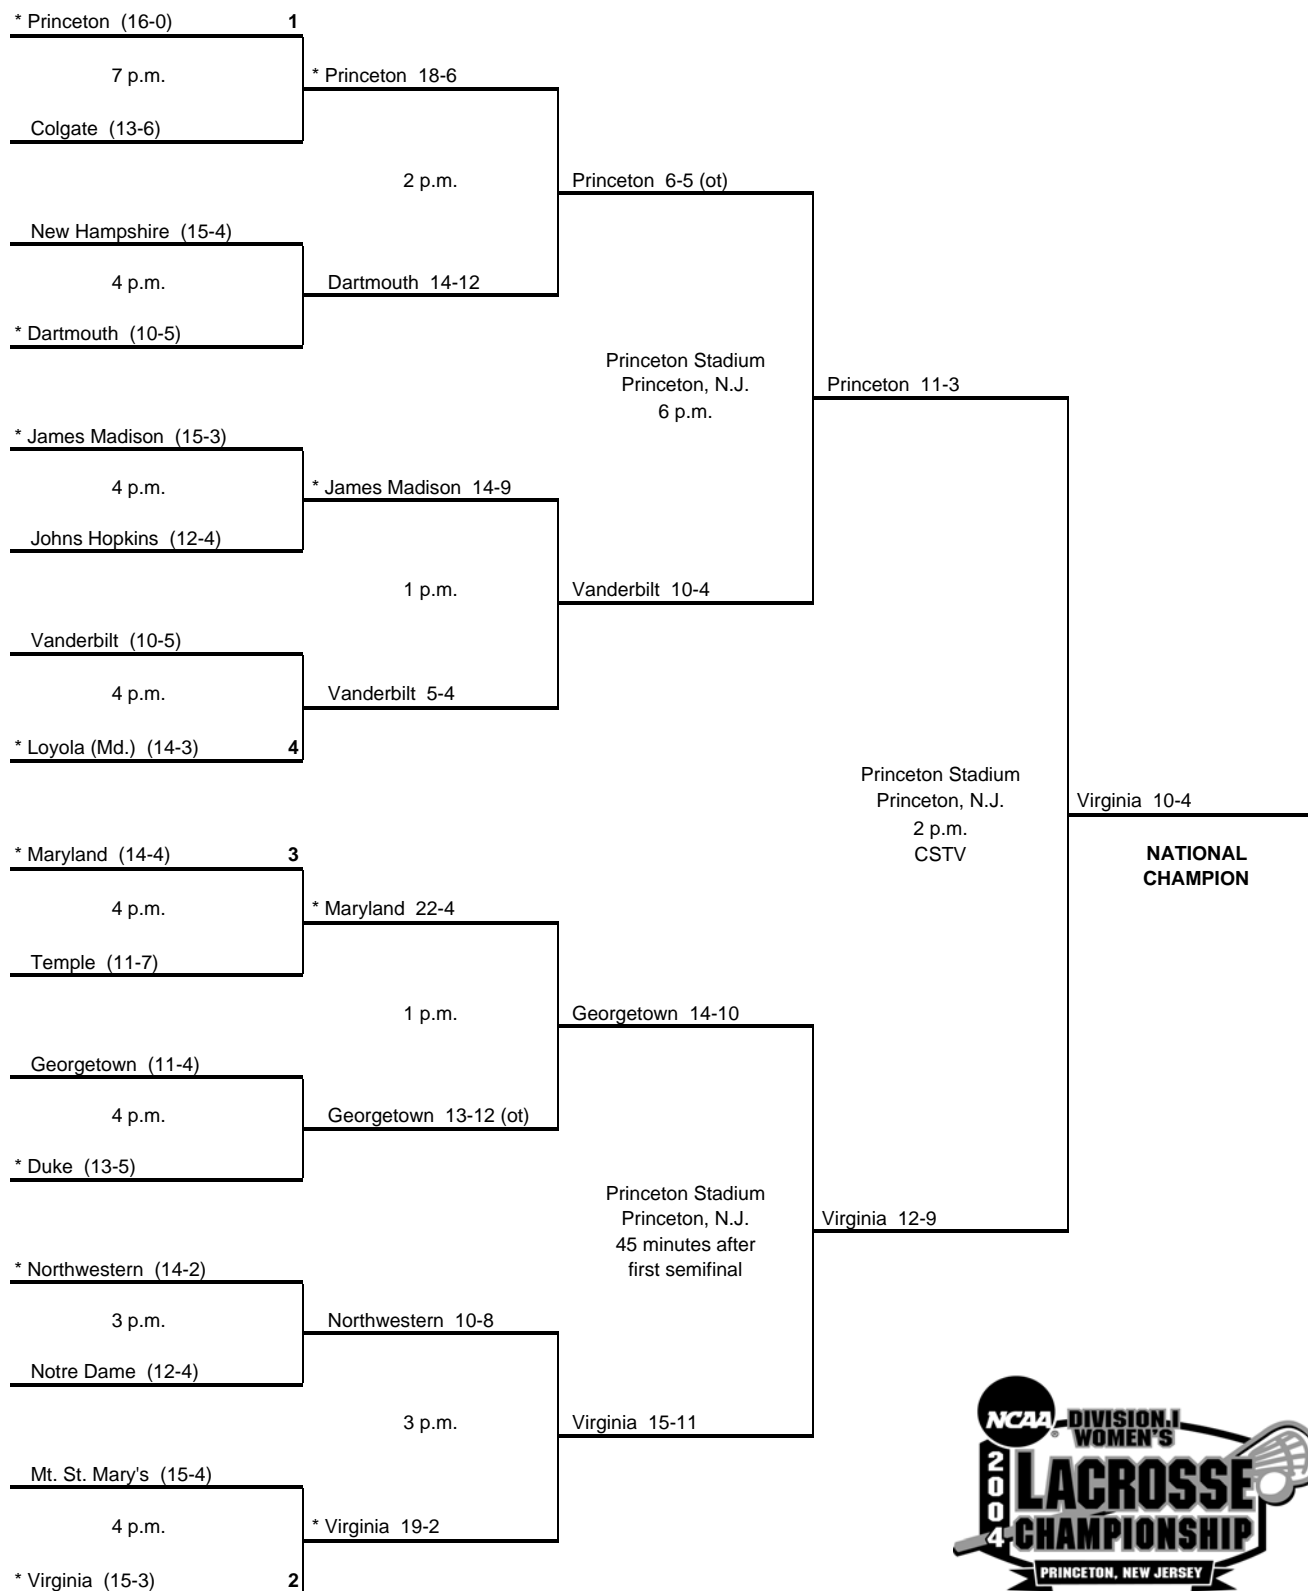 * Princeton (16-0) 1
7 p.m.
Colgate (13-6)
* Princeton 18-6
2 p.m.
New Hampshire (15-4)
4 p.m.
* Dartmouth (10-5)
Dartmouth 14-12
Princeton 6-5 (ot)
Princeton Stadium
Princeton, N.J.
6 p.m.
* James Madison (15-3)
4 p.m.
Johns Hopkins (12-4)
* James Madison 14-9
1 p.m.
Vanderbilt (10-5)
4 p.m.
* Loyola (Md.) (14-3) 4
Vanderbilt 5-4
Vanderbilt 10-4
Princeton 11-3
Princeton Stadium
Princeton, N.J.
2 p.m.
CSTV
Virginia 10-4
NATIONAL
CHAMPION
* Maryland (14-4) 3
4 p.m.
Temple (11-7)
* Maryland 22-4
1 p.m.
Georgetown (11-4)
4 p.m.
* Duke (13-5)
Georgetown 13-12 (ot)
Georgetown 14-10
Princeton Stadium
Princeton, N.J.
45 minutes after
first semifinal
Virginia 12-9
* Northwestern (14-2)
3 p.m.
Notre Dame (12-4)
Northwestern 10-8
3 p.m.
Mt. St. Mary's (15-4)
4 p.m.
* Virginia (15-3) 2
* Virginia 19-2
Virginia 15-11
NCAA
®
DIVISION I
WOMEN'S
2004
LACROSSE
CHAMPIONSHIP
PRINCETON, NEW JERSEY